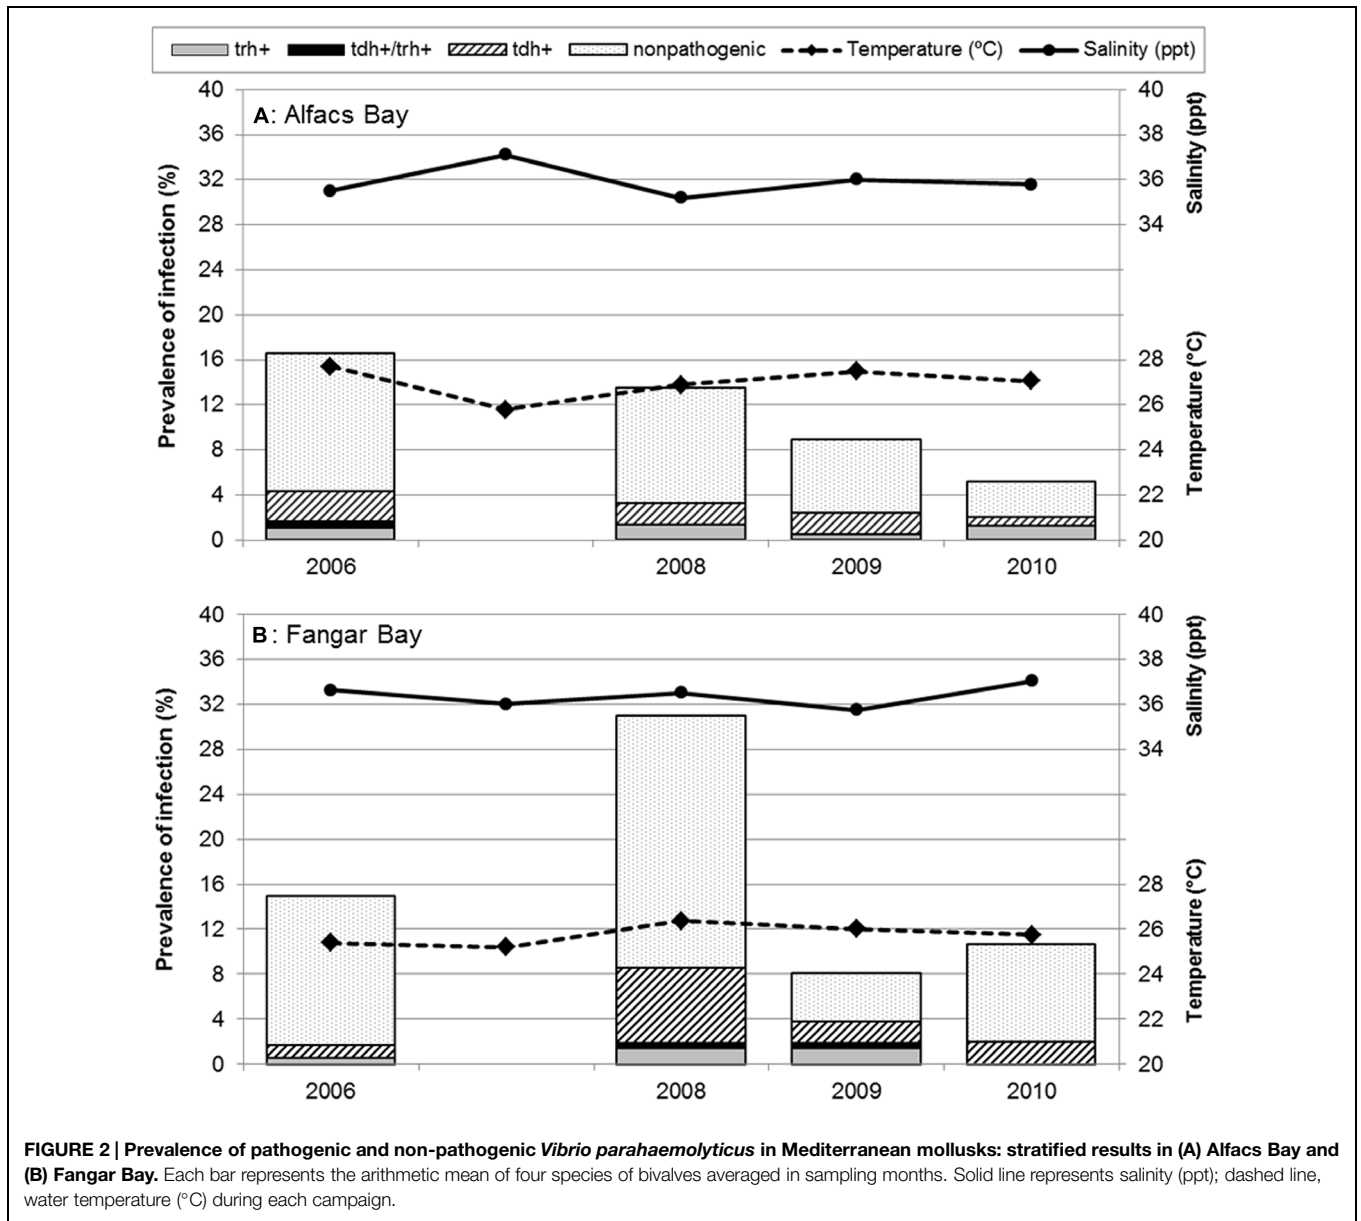 trh+ tdh+/trh+ tdh+ nonpathogenic Temperature (ºC) Salinity (ppt)
A: Alfacs Bay
Prevalence of infection (%)
40
36
32
28
24
20
16
12
8
4
0
40
38
36
34
28
26
24
22
20
Salinity (ppt)
Temperature (°C)
2006 2008 2009 2010
B: Fangar Bay
Prevalence of infection (%)
40
36
32
28
24
20
16
12
8
4
0
40
38
36
34
28
26
24
22
20
Salinity (ppt)
Temperature (°C)
2006 2008 2009 2010
FIGURE 2 | Prevalence of pathogenic and non-pathogenic Vibrio parahaemolyticus in Mediterranean mollusks: stratified results in (A) Alfacs Bay and
(B) Fangar Bay. Each bar represents the arithmetic mean of four species of bivalves averaged in sampling months. Solid line represents salinity (ppt); dashed line,
water temperature (°C) during each campaign.